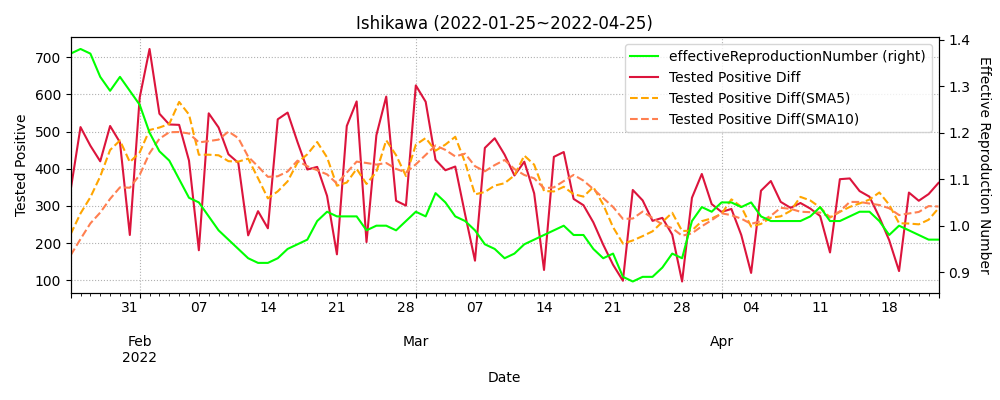 Ishikawa (2022-01-25~2022-04-25)
effectiveReproductionNumber (right)
Tested Positive Diff
Tested Positive Diff(SMA5)
Tested Positive Diff(SMA10)
Tested Positive
700
600
500
400
300
200
100
1.4
1.3
1.2
1.1
1.0
0.9
Effective Reproduction Number
31 07 14 21 28 07 14 21 28 04 11 18
Feb Mar Apr
2022
Date